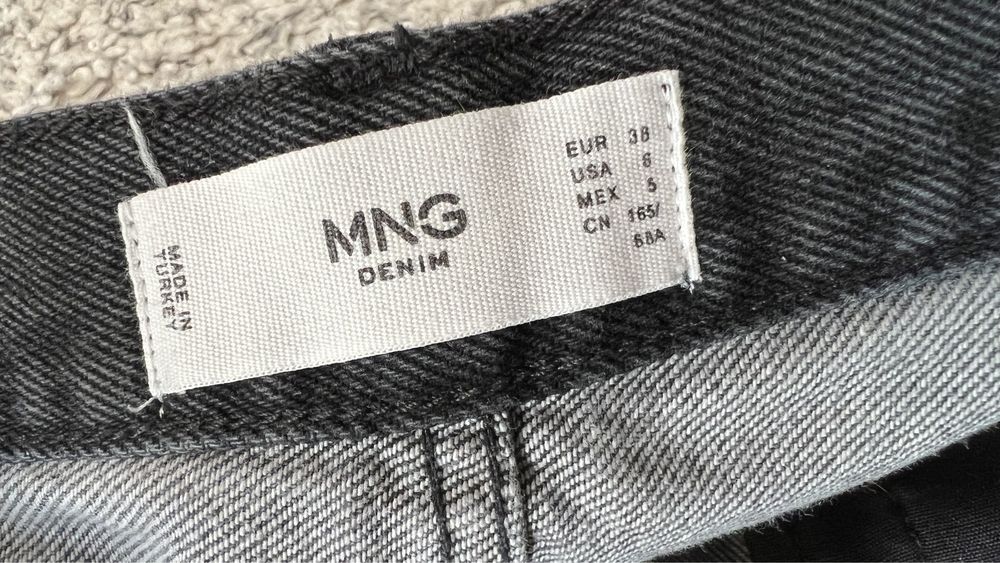 MADE IN
TURKEY
MNG
DENIM
EUR 38
USA 6
MEX 5
CN 165/
68A